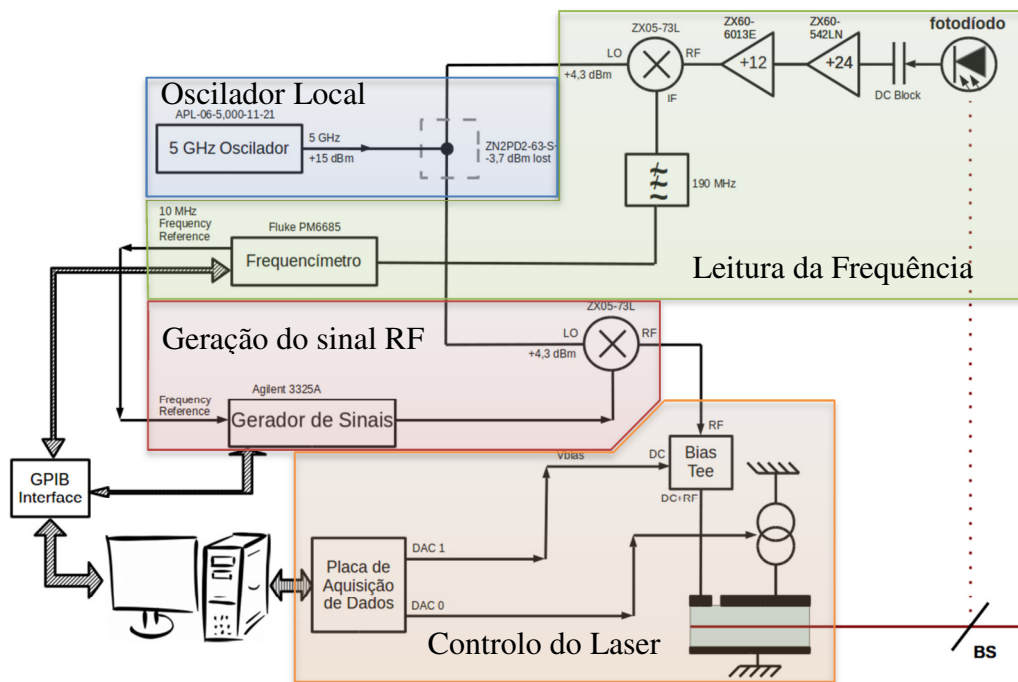 ZX05-73L
LO
RF
+4,3 dBm
IF
ZX60-
6013E
+12
ZX60-
542LN
+24
DC Block
fotodíodo
190 MHz
Leitura da Frequência
Oscilador Local
APL-06-5,000-11-21
5 GHz Oscilador
5 GHz
+15 dBm
ZN2PD2-63-S+
-3,7 dBm lost
10 MHz
Frequency
Reference
Fluke PM6685
Frequencímetro
Geração do sinal RF
ZX05-73L
LO
RF
+4,3 dBm
Agilent 3325A
Frequency
Reference
Gerador de Sinais
GPIB
Interface
Vbias
DC
RF
Bias
Tee
DC+RF
Placa de
Aquisição
de Dados
DAC 1
DAC 0
Controlo do Laser
BS